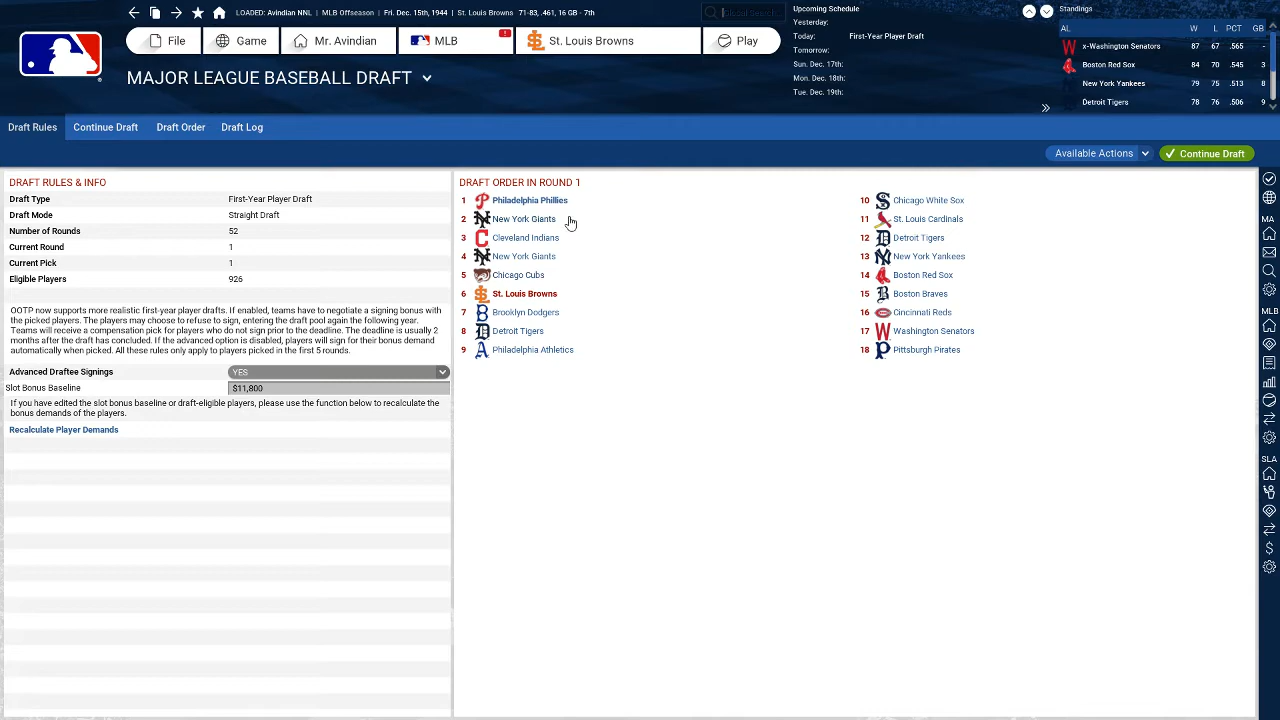 LOADED: Avindian NNL | MLB Offseason | Fri. Dec. 15th, 1944 | St. Louis Browns 71-83, .461, 16 GB - 7th
Global Search
File
Game
Mr. Avindian
MLB
St. Louis Browns
Play
MAJOR LEAGUE BASEBALL DRAFT
Upcoming Schedule
Yesterday:
Today: First-Year Player Draft
Tomorrow:
Sun. Dec. 17th:
Mon. Dec. 18th:
Tue. Dec. 19th:
Standings
AL W L PCT GB
x-Washington Senators 87 67 .565 -
Boston Red Sox 84 70 .545 3
New York Yankees 79 75 .513 8
Detroit Tigers 78 76 .506 9
Draft Rules
Continue Draft
Draft Order
Draft Log
Available Actions
Continue Draft
DRAFT RULES & INFO
Draft Type First-Year Player Draft
Draft Mode Straight Draft
Number of Rounds 52
Current Round 1
Current Pick 1
Eligible Players 926
OOTP now supports more realistic first-year player drafts. If enabled, teams have to negotiate a signing bonus with
the picked players. The players may choose to refuse to sign, entering the draft pool again the following year.
Teams will receive a compensation pick for players who do not sign prior to the deadline. The deadline is usually 2
months after the draft has concluded. If the advanced option is disabled, players will sign for their bonus demand
automatically when picked. All these rules only apply to players picked in the first 5 rounds.
Advanced Draftee Signings YES
Slot Bonus Baseline $11,800
If you have edited the slot bonus baseline or draft-eligible players, please use the function below to recalculate the
bonus demands of the players.
Recalculate Player Demands
DRAFT ORDER IN ROUND 1
1 Philadelphia Phillies
2 New York Giants
3 Cleveland Indians
4 New York Giants
5 Chicago Cubs
6 St. Louis Browns
7 Brooklyn Dodgers
8 Detroit Tigers
9 Philadelphia Athletics
10 Chicago White Sox
11 St. Louis Cardinals
12 Detroit Tigers
13 New York Yankees
14 Boston Red Sox
15 Boston Braves
16 Cincinnati Reds
17 Washington Senators
18 Pittsburgh Pirates
MA
MLB
SLA